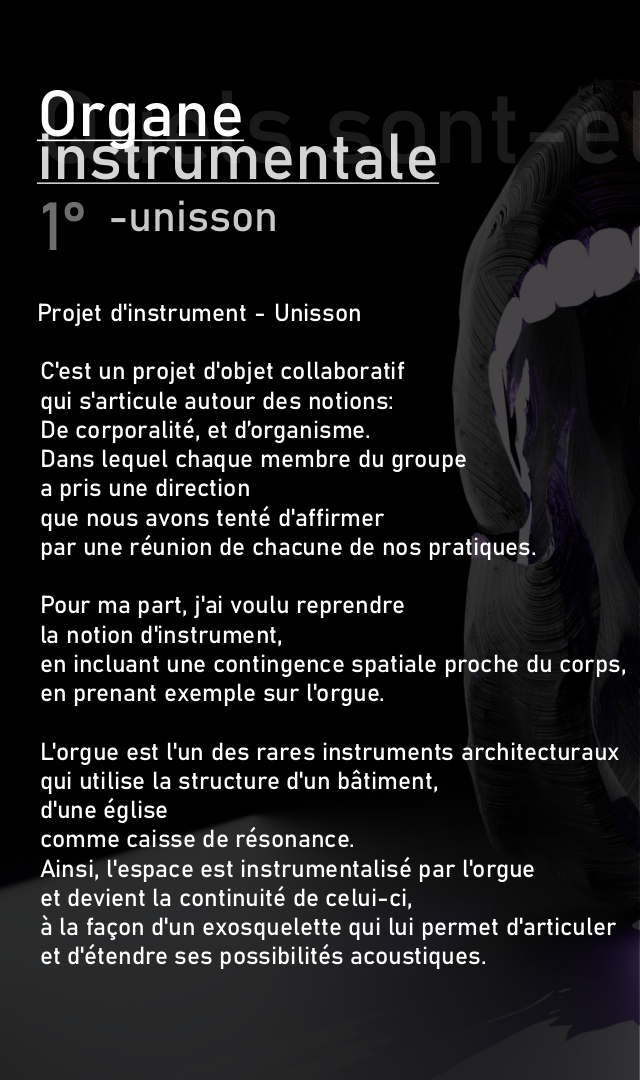 Organe
instrumentale
s sont-el
1° -unisson
Projet d'instrument - Unisson
C'est un projet d'objet collaboratif
qui s'articule autour des notions:
De corporalité, et d’organisme.
Dans lequel chaque membre du groupe
a pris une direction
que nous avons tenté d'affirmer
par une réunion de chacune de nos pratiques.
Pour ma part, j'ai voulu reprendre
la notion d'instrument,
en incluant une contingence spatiale proche du corps,
en prenant exemple sur l'orgue.
L'orgue est l'un des rares instruments architecturaux
qui utilise la structure d'un bâtiment,
d'une église
comme caisse de résonance.
Ainsi, l'espace est instrumentalisé par l'orgue
et devient la continuité de celui-ci,
à la façon d'un exosquelette qui lui permet d'articuler
et d'étendre ses possibilités acoustiques.